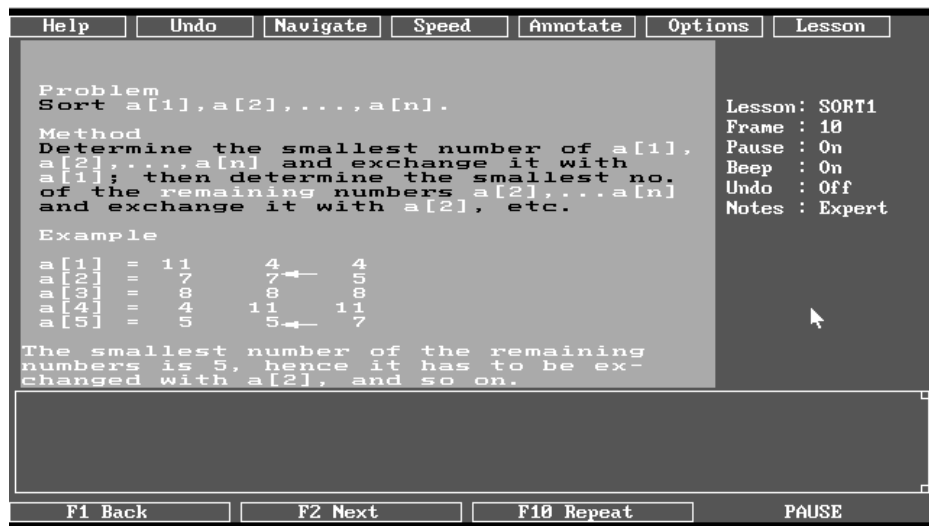 Help Undo Navigate Speed Annotate Options Lesson
Problem
Sort a[1],a[2],...,a[n].
Method
Determine the smallest number of a[1],
a[2],...,a[n] and exchange it with
a[1]; then determine the smallest no.
of the remaining numbers a[2],...a[n]
and exchange it with a[2], etc.
Example
a[1] = 11 4 4
a[2] = 7 7 5
a[3] = 8 8 8
a[4] = 4 11 11
a[5] = 5 5 7
The smallest number of the remaining
numbers is 5, hence it has to be ex-
changed with a[2], and so on.
Lesson: SORT1
Frame : 10
Pause : On
Beep : On
Undo : Off
Notes : Expert
F1 Back F2 Next F10 Repeat PAUSE